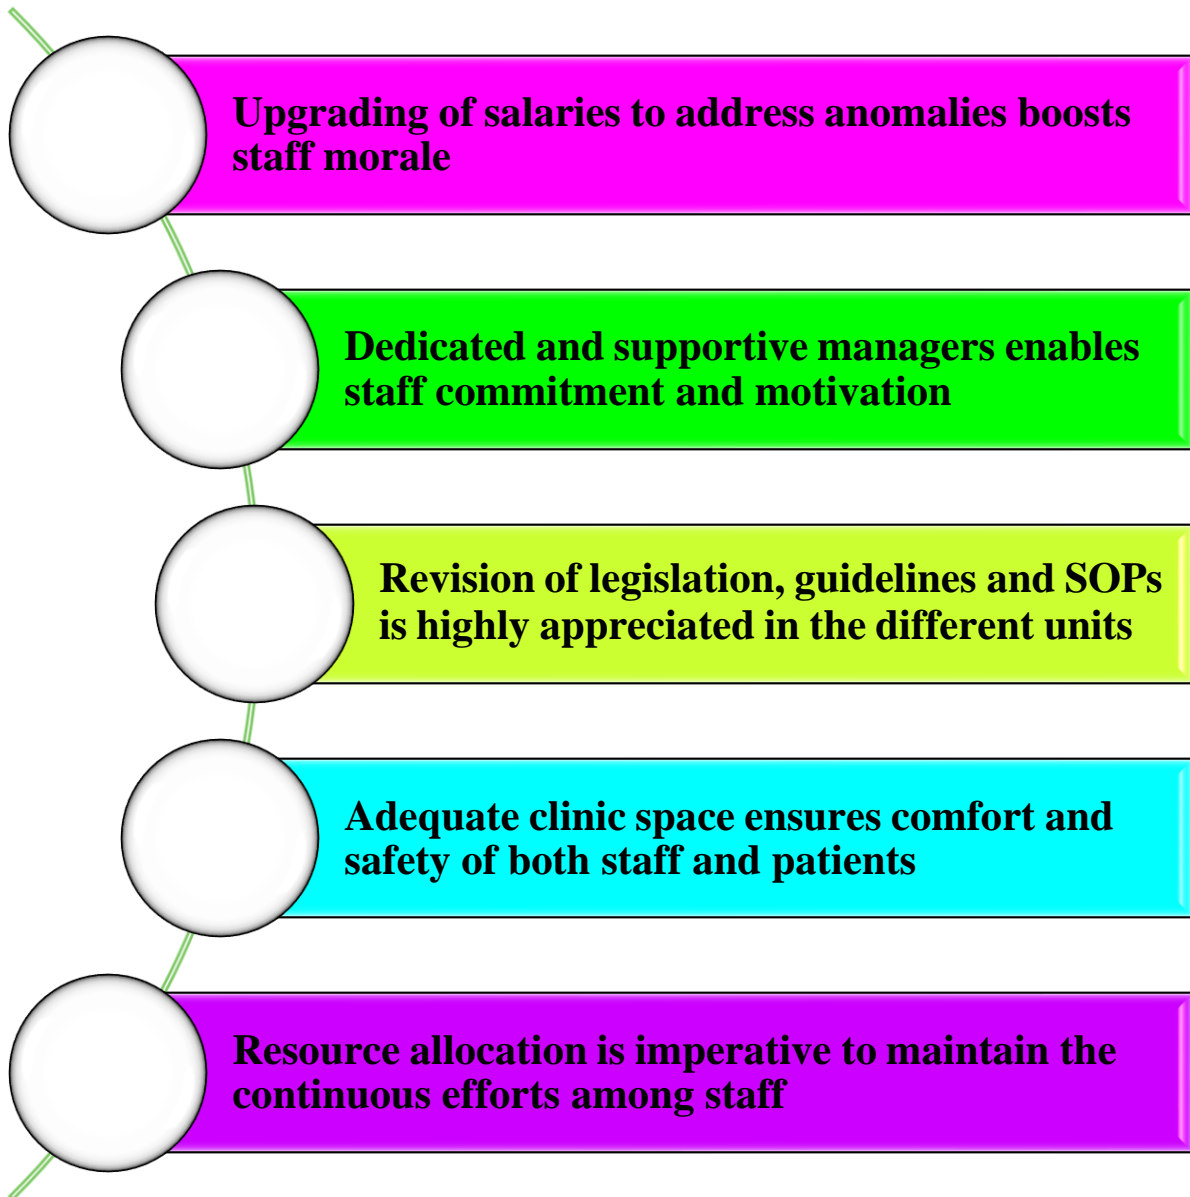 Upgrading of salaries to address anomalies boosts
staff morale
Dedicated and supportive managers enables
staff commitment and motivation
Revision of legislation, guidelines and SOPs
is highly appreciated in the different units
Adequate clinic space ensures comfort and
safety of both staff and patients
Resource allocation is imperative to maintain the
continuous efforts among staff